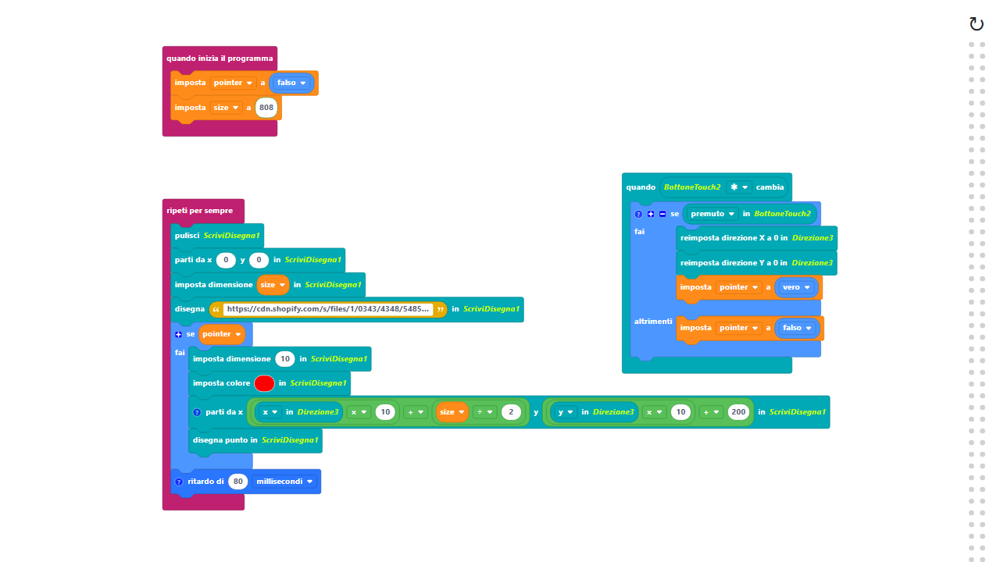 quando inizia il programma
imposta pointer a falso
imposta size a 808
quando BottoneTouch2 ✱ cambia
se premuto in BottoneTouch2
fai
reimposta direzione X a 0 in Direzione3
reimposta direzione Y a 0 in Direzione3
imposta pointer a vero
altrimenti
imposta pointer a falso
ripeti per sempre
pulisci ScriviDisegna1
parti da x 0 y 0 in ScriviDisegna1
imposta dimensione size in ScriviDisegna1
disegna “ https://cdn.shopify.com/s/files/1/0343/4348/5485... ” in ScriviDisegna1
se pointer
fai
imposta dimensione 10 in ScriviDisegna1
imposta colore in ScriviDisegna1
parti da x x in Direzione3 × 10 + size ÷ 2 y y in Direzione3 × 10 + 200 in ScriviDisegna1
disegna punto in ScriviDisegna1
ritardo di 80 millisecondi